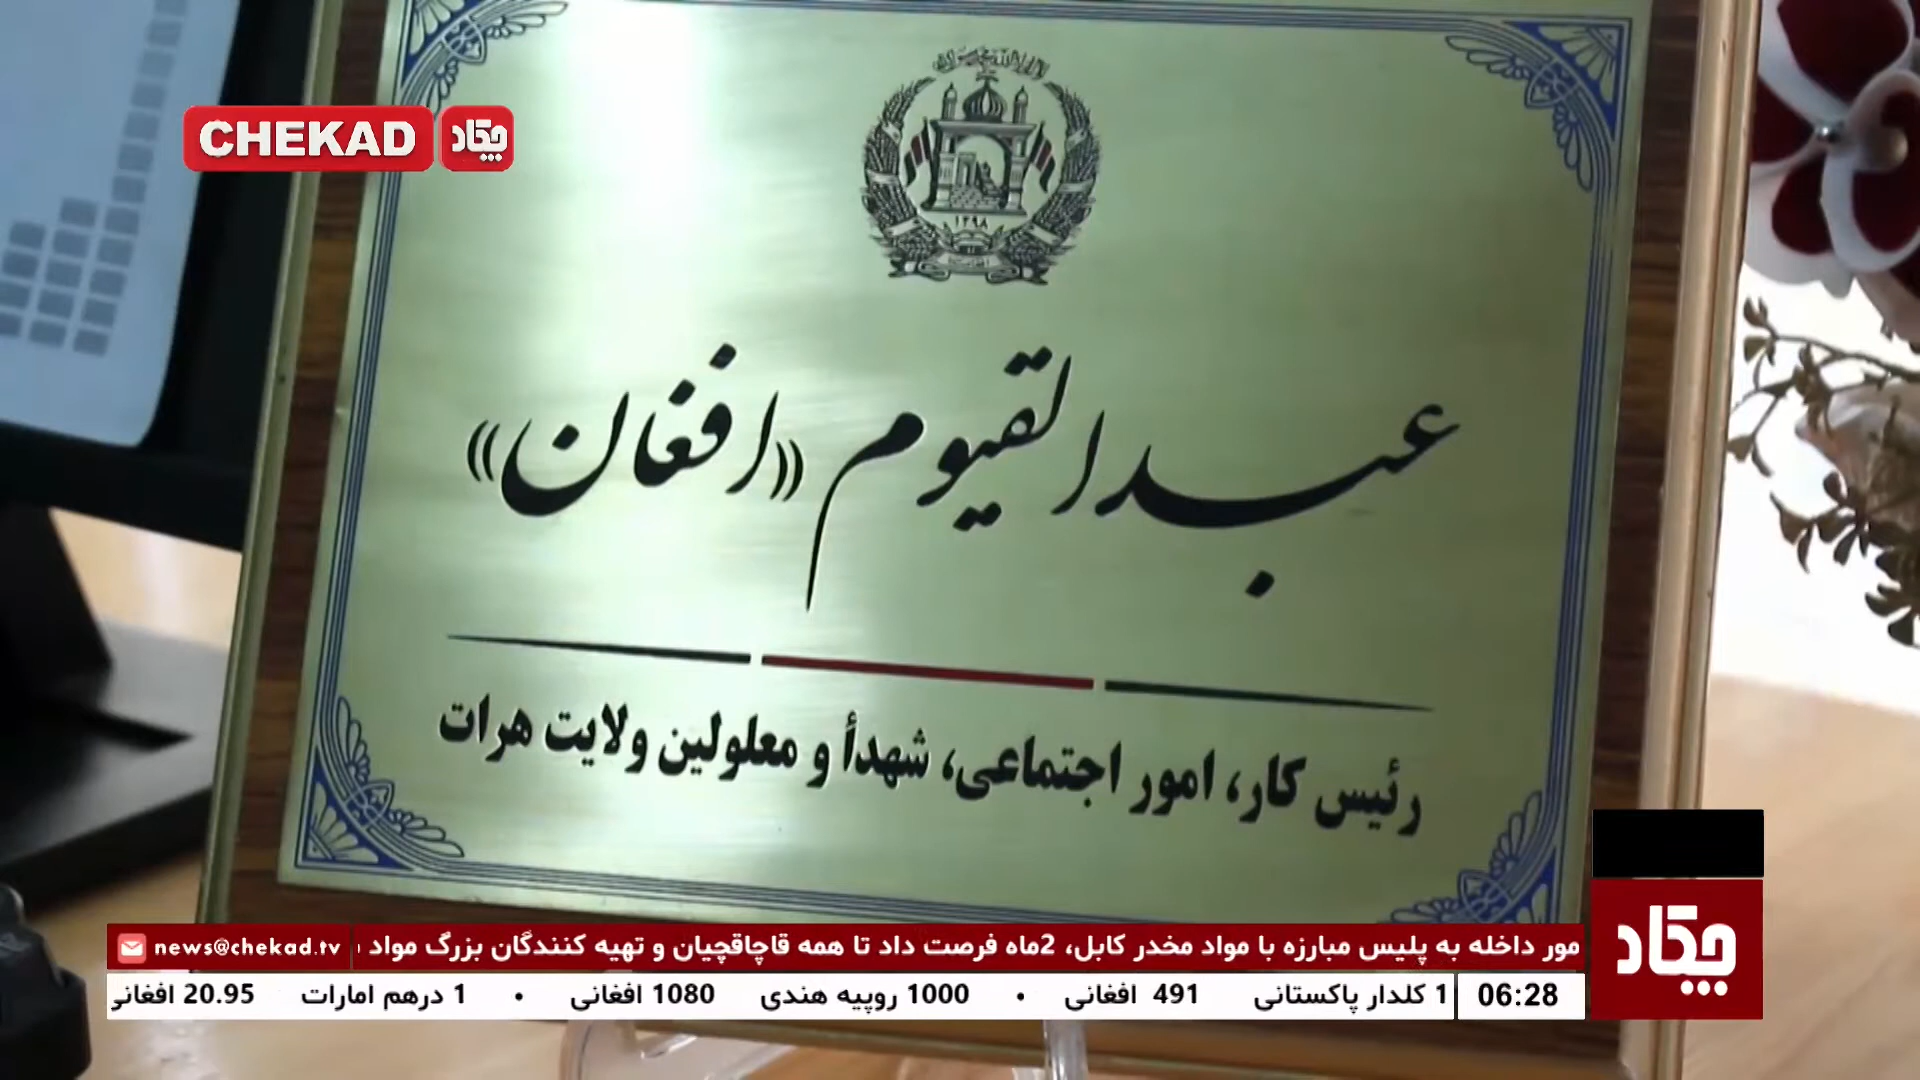 CHEKAD چکاد
۱۲۹۸
عبدالقیوم «افغان»
رئیس کار، امور اجتماعی، شهدأ و معلولین ولایت هرات
مور داخله به پلیس مبارزه با مواد مخدر کابل، 2ماه فرصت داد تا همه قاچاقچیان و تهیه کنندگان بزرگ مواد
news@chekad.tv
چکاد
06:28
1 کلدار پاکستانی 491 افغانی • 1000 روپیه هندی 1080 افغانی • 1 درهم امارات 20.95 افغانی